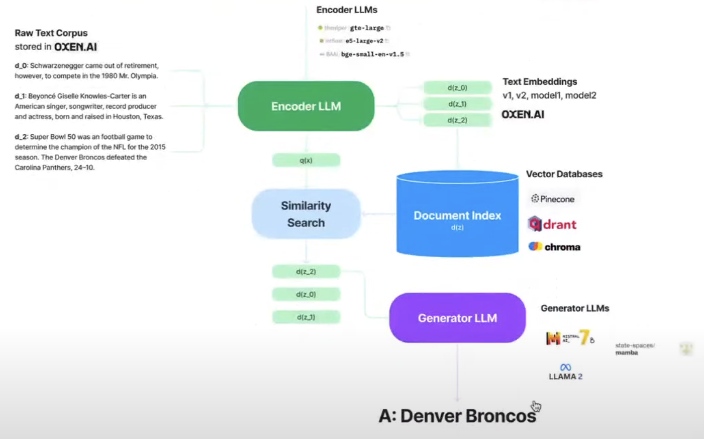 Encoder LLMs
thenlper/gte-large
intfloat/e5-large-v2
BAAI/bge-small-en-v1.5
Raw Text Corpus
stored in OXEN.AI
d_0: Schwarzenegger came out of retirement,
however, to compete in the 1980 Mr. Olympia.
d_1: Beyoncé Giselle Knowles-Carter is an
American singer, songwriter, record producer
and actress, born and raised in Houston, Texas.
d_2: Super Bowl 50 was an football game to
determine the champion of the NFL for the 2015
season. The Denver Broncos defeated the
Carolina Panthers, 24–10.
Encoder LLM
d(z_0)
d(z_1)
d(z_2)
Text Embeddings
v1, v2, model1, model2
OXEN.AI
q(x)
Similarity
Search
Document Index
d(z)
Vector Databases
Pinecone
drant
chroma
d(z_2)
d(z_0)
d(z_1)
Generator LLM
Generator LLMs
MISTRAL
AI_
7B
state-spaces/
mamba
LLAMA 2
A: Denver Broncos